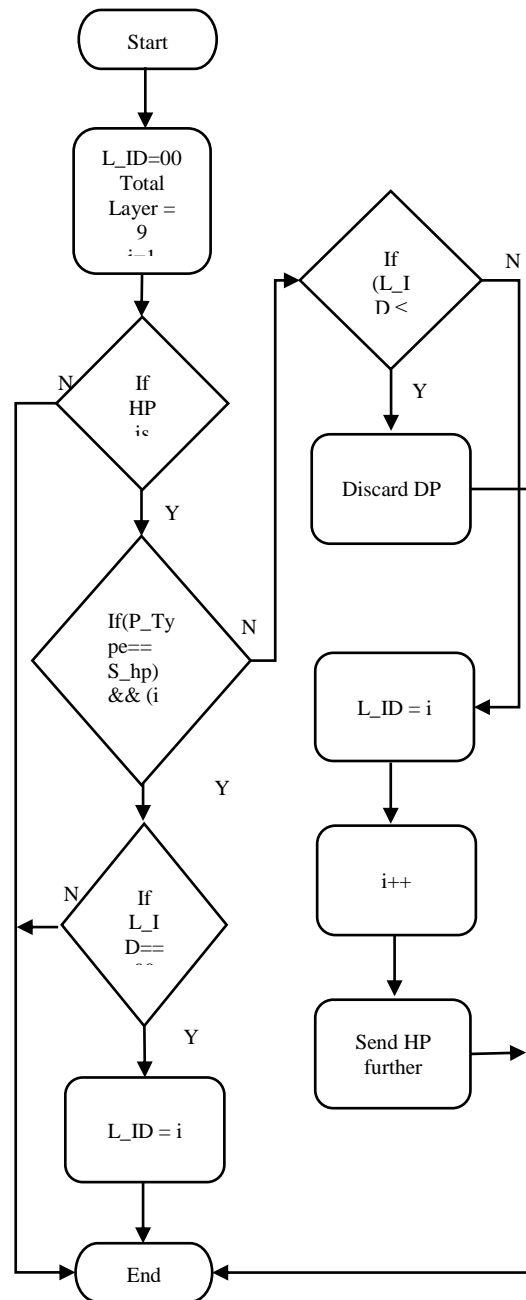 Start
L_ID=00
Total
Layer =
9
If
HP
N
Y
If(P_Ty
pe==
S_hp)
&& (i
N
Y
If
L_I
D==
N
Y
L_ID = i
End
If
(L_I
D <
N
Y
Discard DP
L_ID = i
i++
Send HP
further